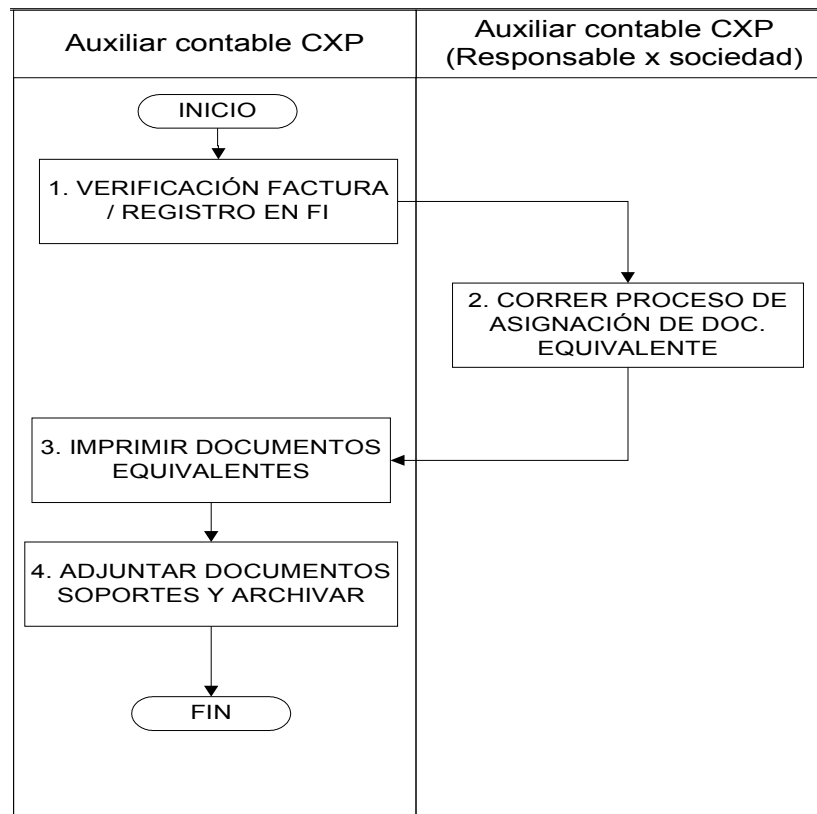 Auxiliar contable CXP
Auxiliar contable CXP
(Responsable x sociedad)
INICIO
1. VERIFICACIÓN FACTURA
/ REGISTRO EN FI
2. CORRER PROCESO DE
ASIGNACIÓN DE DOC.
EQUIVALENTE
3. IMPRIMIR DOCUMENTOS
EQUIVALENTES
4. ADJUNTAR DOCUMENTOS
SOPORTES Y ARCHIVAR
FIN